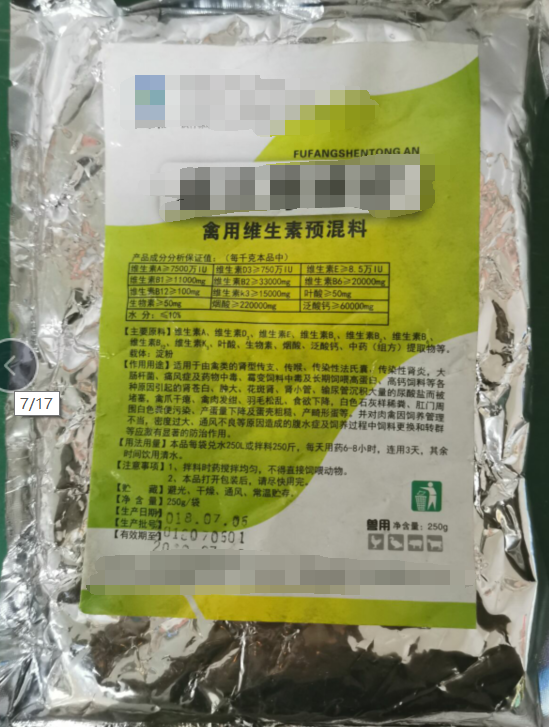 FUFANGSHENTONG AN
禽用维生素预混料
产品成分分析保证值：（每千克本品中）
维生素A≥7500万IU 维生素D3≥750万IU 维生素E≥8.5万IU
维生素B1≥11000mg 维生素B2≥33000mg 维生素B6≥20000mg
维生素B12≥100mg 维生素k3≥15000mg 叶酸≥50mg
生物素≥50mg 烟酸≥220000mg 泛酸钙≥60000mg
水 分：≤10%
【主要原料】维生素A、维生素D、维生素E、维生素B、维生素B、维生素B
维生素B、维生素K、叶酸、生物素、烟酸、泛酸钙、中药（组方）提取物等。
载体：淀粉
【作用用途】适用于由禽类的肾型传支、传喉、传染性法氏囊、传染性肾炎、大
肠杆菌、痛风症及药物中毒、霉变饲料中毒及长期饲喂高蛋白、高钙饲料等各
种原因引起的肾苍白、肿大、花斑肾、肾小管、输尿管沉积大量的尿酸盐而被
堵塞，禽爪干瘪、禽肉发绀、羽毛松乱、食欲下降、白色石灰样稀粪、肛门周
围白色粪便污染，产蛋量下降及蛋壳粗糙、产畸形蛋等。并对肉禽因饲养管理
不当，密度过大、通风不良等原因造成的腹水症及饲养过程中饲料更换和转群
等应激有显著的防治作用。
【用法用量】本品每袋兑水250L或拌料250斤，每天用药6-8小时，连用3天，其余
时间饮用清水。
【注意事项】1、拌料时药搅拌均匀，不得直接饲喂动物。
2、本品打开包装后，请尽快用完。
【贮 藏】避光，干燥，通风，常温贮存。
【净 含 量】250g/袋
【生产日期】018.07.05
【生产批号】
【有效期至】
兽用 净含量：250g
7/17